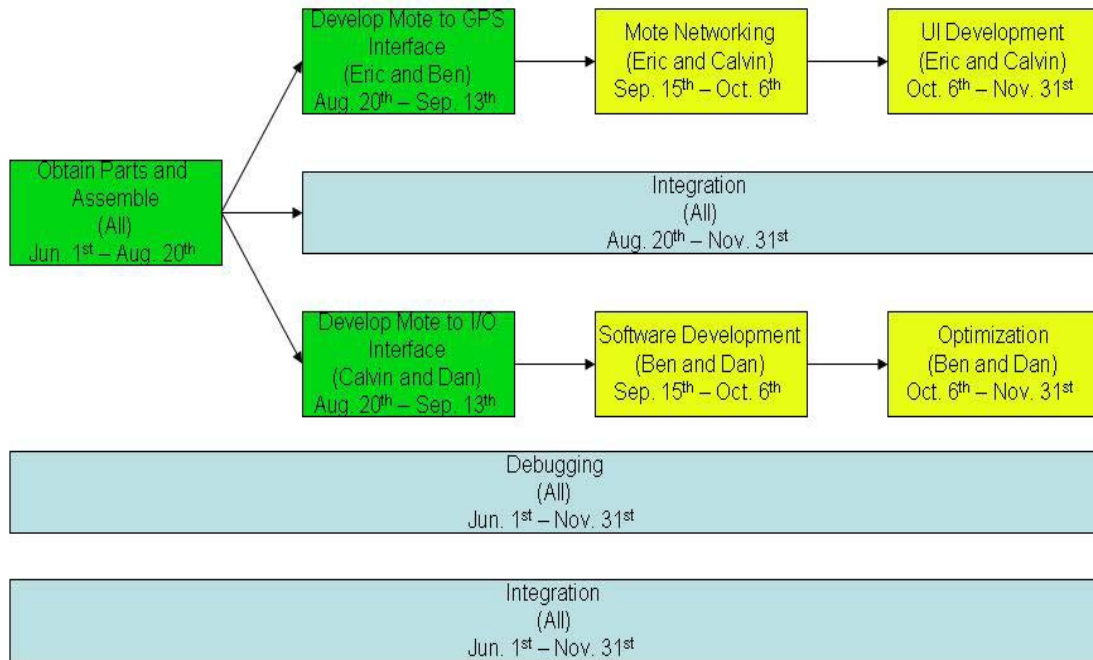 Develop Mote to GPS
Interface
(Eric and Ben)
Aug. 20th – Sep. 13th
Mote Networking
(Eric and Calvin)
Sep. 15th – Oct. 6th
UI Development
(Eric and Calvin)
Oct. 6th – Nov. 31st
Obtain Parts and
Assemble
(All)
Jun. 1st – Aug. 20th
Integration
(All)
Aug. 20th – Nov. 31st
Develop Mote to I/O
Interface
(Calvin and Dan)
Aug. 20th – Sep. 13th
Software Development
(Ben and Dan)
Sep. 15th – Oct. 6th
Optimization
(Ben and Dan)
Oct. 6th – Nov. 31st
Debugging
(All)
Jun. 1st – Nov. 31st
Integration
(All)
Jun. 1st – Nov. 31st